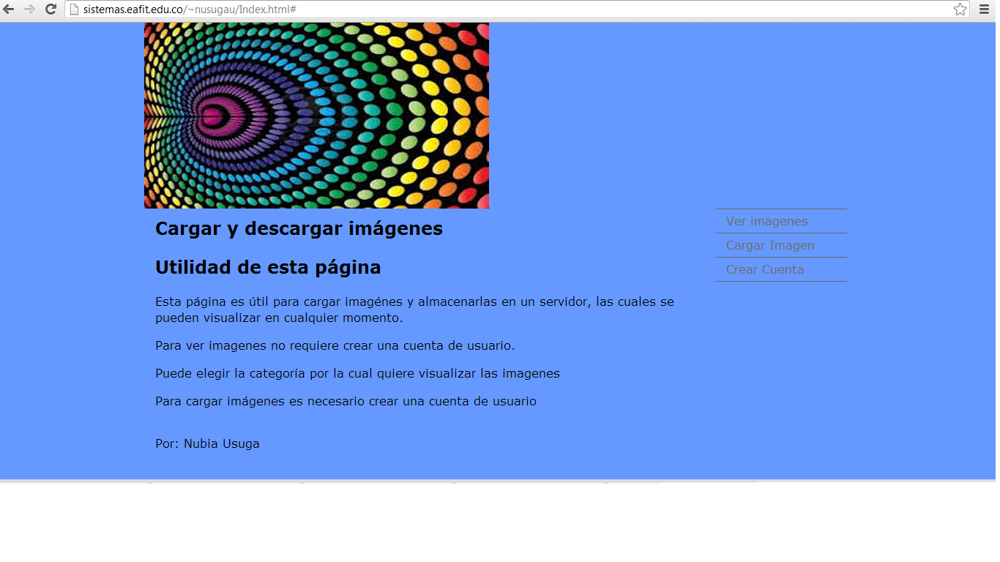 sistemas.eafit.edu.co/~nusugau/Index.html#
Cargar y descargar imágenes
Utilidad de esta página
Esta página es útil para cargar imagénes y almacenarlas en un servidor, las cuales se
pueden visualizar en cualquier momento.
Para ver imagenes no requiere crear una cuenta de usuario.
Puede elegir la categoría por la cual quiere visualizar las imagenes
Para cargar imágenes es necesario crear una cuenta de usuario
Por: Nubia Usuga
Ver imagenes
Cargar Imagen
Crear Cuenta